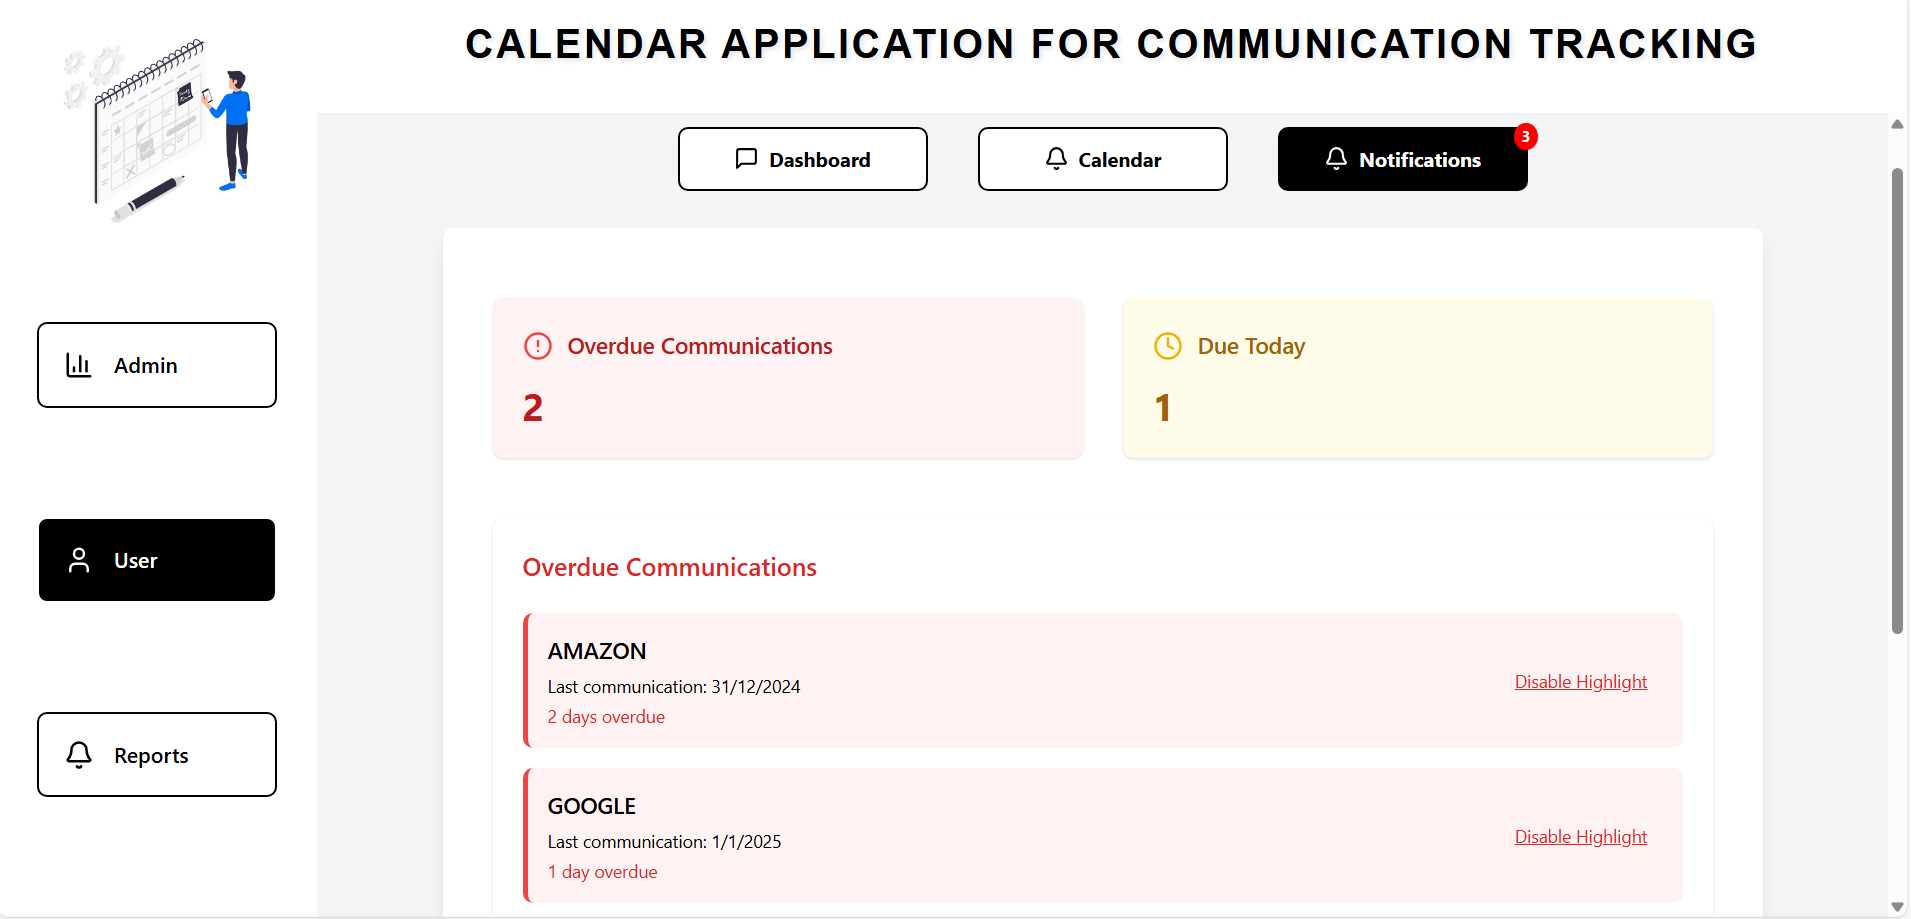 CALENDAR APPLICATION FOR COMMUNICATION TRACKING
Dashboard
Calendar
Notifications
3
Admin
User
Reports
Overdue Communications
2
Due Today
1
Overdue Communications
AMAZON
Last communication: 31/12/2024
2 days overdue
Disable Highlight
GOOGLE
Last communication: 1/1/2025
1 day overdue
Disable Highlight